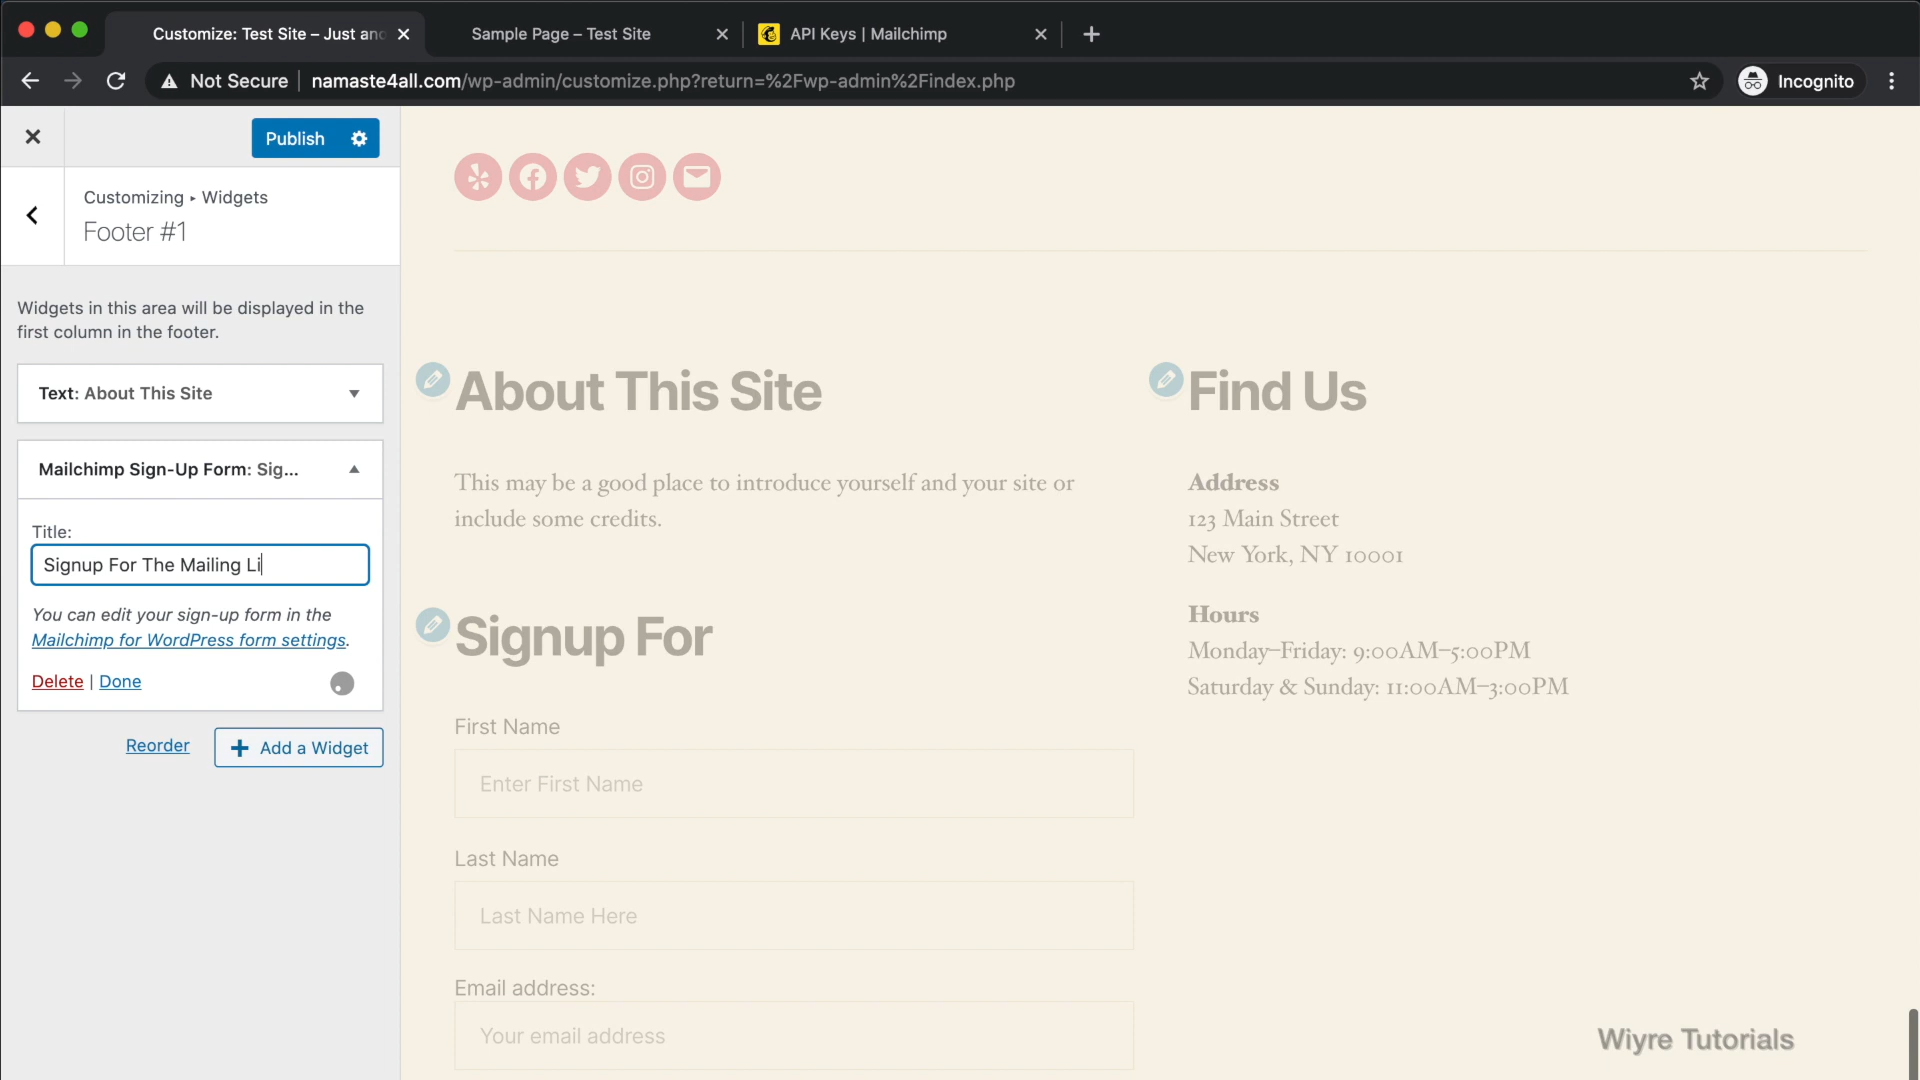 Customize: Test Site – Just an
Sample Page – Test Site
API Keys | Mailchimp
Not Secure
namaste4all.com/wp-admin/customize.php?return=%2Fwp-admin%2Findex.php
Incognito
Publish
Customizing ▸ Widgets
Footer #1
Widgets in this area will be displayed in the
first column in the footer.
Text: About This Site
Mailchimp Sign-Up Form: Sig...
Title:
Signup For The Mailing Li
You can edit your sign-up form in the
Mailchimp for WordPress form settings.
Delete | Done
Reorder
Add a Widget
About This Site
This may be a good place to introduce yourself and your site or
include some credits.
Signup For
First Name
Enter First Name
Last Name
Last Name Here
Email address:
Your email address
Find Us
Address
123 Main Street
New York, NY 10001
Hours
Monday–Friday: 9:00AM–5:00PM
Saturday & Sunday: 11:00AM–3:00PM
Wiyre Tutorials